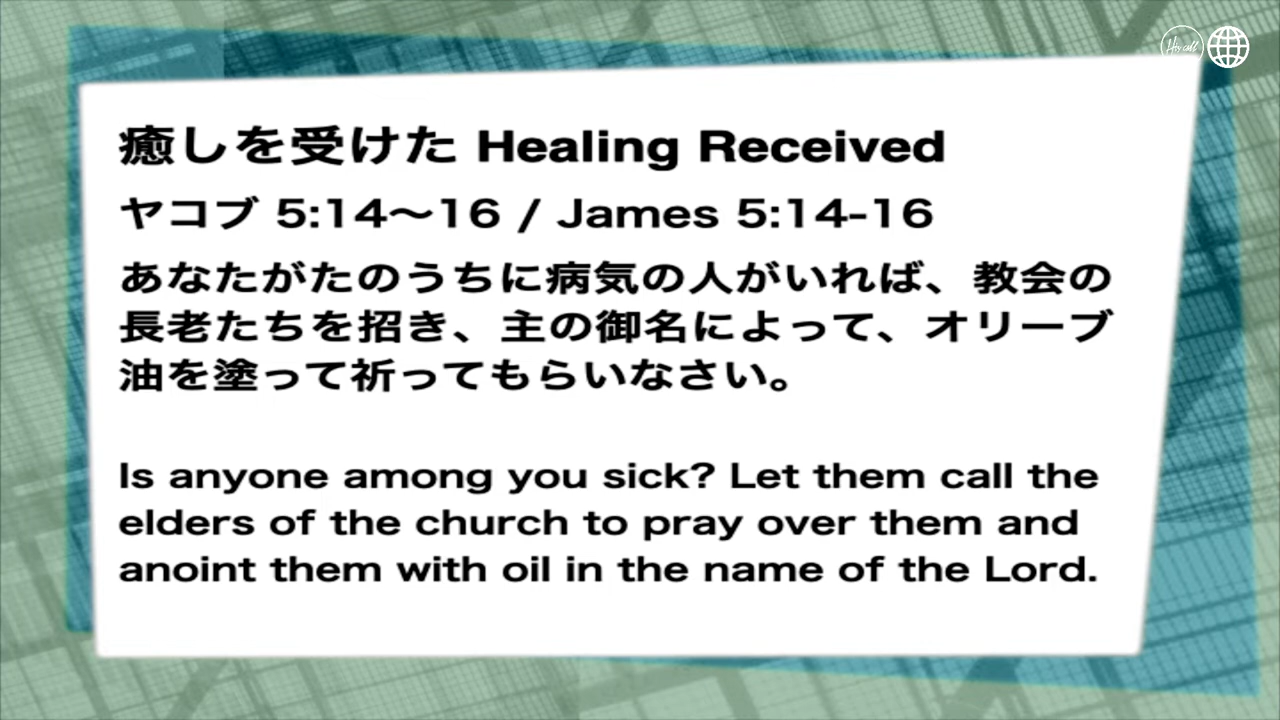 His call
癒しを受けた Healing Received
ヤコブ 5:14〜16 / James 5:14-16
あなたがたのうちに病気の人がいれば、教会の
長老たちを招き、主の御名によって、オリーブ
油を塗って祈ってもらいなさい。
Is anyone among you sick? Let them call the
elders of the church to pray over them and
anoint them with oil in the name of the Lord.